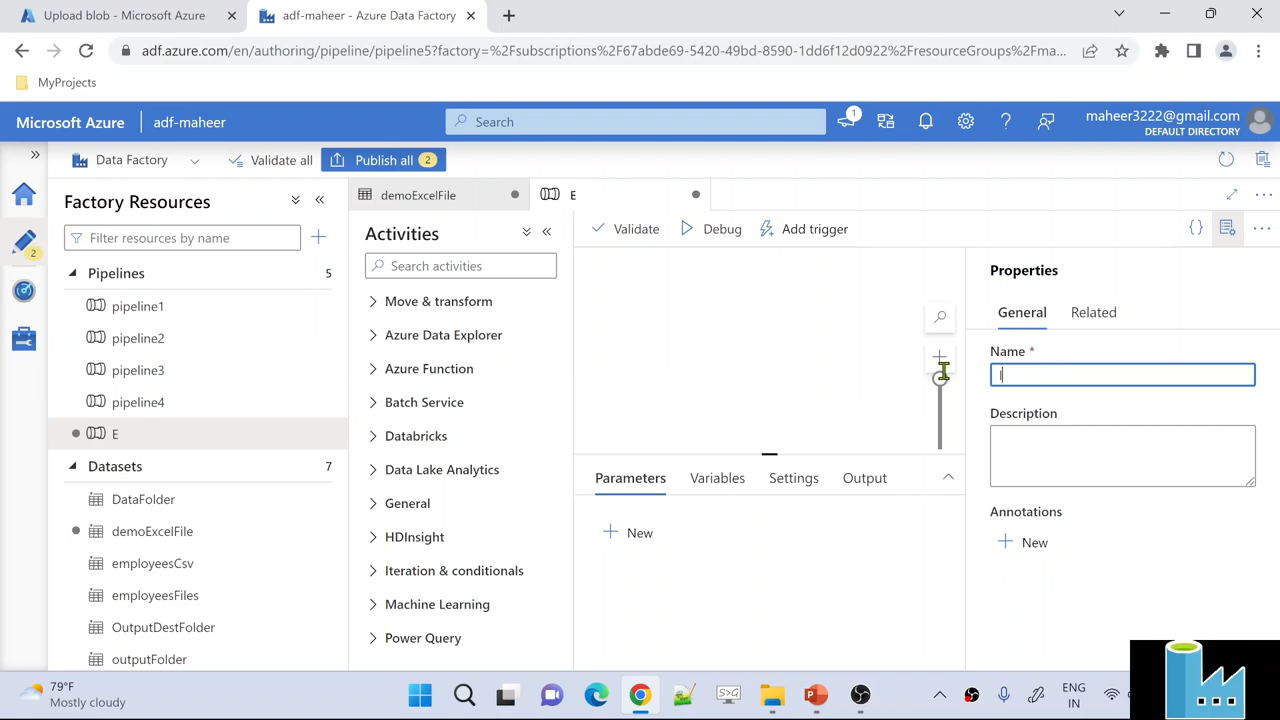 Upload blob - Microsoft Azure
adf-maheer - Azure Data Factory
adf.azure.com/en/authoring/pipeline/pipeline5?factory=%2Fsubscriptions%2F67abde69-5420-49bd-8590-1dd6f12d0922%2FresourceGroups%2Fma...
MyProjects
Microsoft Azure
adf-maheer
Search
1
maheer3222@gmail.com
DEFAULT DIRECTORY
Data Factory
Validate all
Publish all 2
2
Factory Resources
Filter resources by name
Pipelines 5
pipeline1
pipeline2
pipeline3
pipeline4
E
Datasets 7
DataFolder
demoExcelFile
employeesCsv
employeesFiles
OutputDestFolder
outputFolder
demoExcelFile
E
Activities
Search activities
Move & transform
Azure Data Explorer
Azure Function
Batch Service
Databricks
Data Lake Analytics
General
HDInsight
Iteration & conditionals
Machine Learning
Power Query
Validate
Debug
Add trigger
Parameters
Variables
Settings
Output
New
Properties
General
Related
Name *
Description
Annotations
New
79°F
Mostly cloudy
ENG
IN